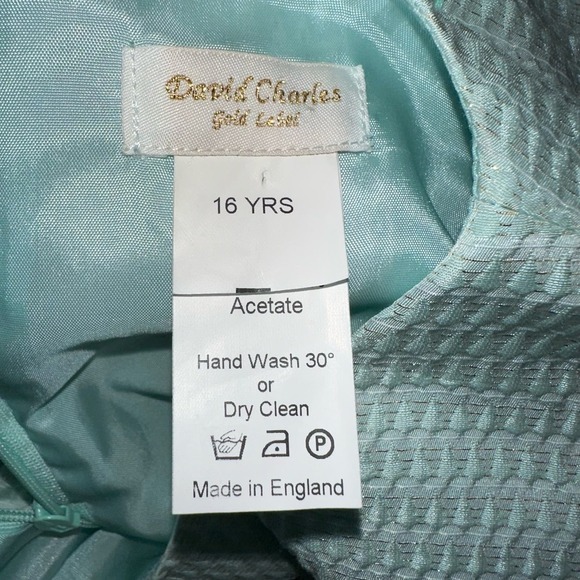 David Charles
Gold Label
16 YRS
Acetate
Hand Wash 30°
or
Dry Clean
P
Made in England